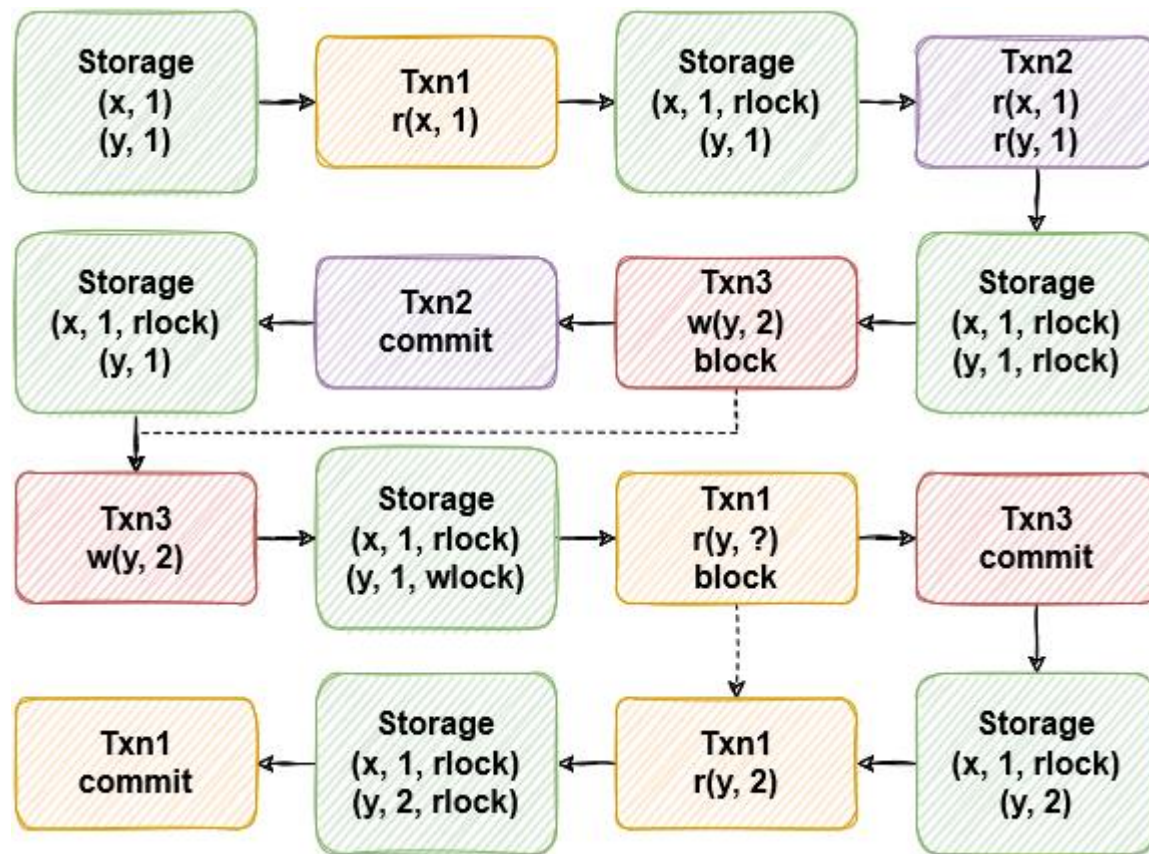 Storage
(x, 1)
(y, 1)
Txn1
r(x, 1)
Storage
(x, 1, rlock)
(y, 1)
Txn2
r(x, 1)
r(y, 1)
Storage
(x, 1, rlock)
(y, 1, rlock)
Txn3
w(y, 2)
block
Txn2
commit
Storage
(x, 1, rlock)
(y, 1)
Txn3
w(y, 2)
Storage
(x, 1, rlock)
(y, 1, wlock)
Txn1
r(y, ?)
block
Txn3
commit
Storage
(x, 1, rlock)
(y, 2)
Txn1
r(y, 2)
Storage
(x, 1, rlock)
(y, 2, rlock)
Txn1
commit